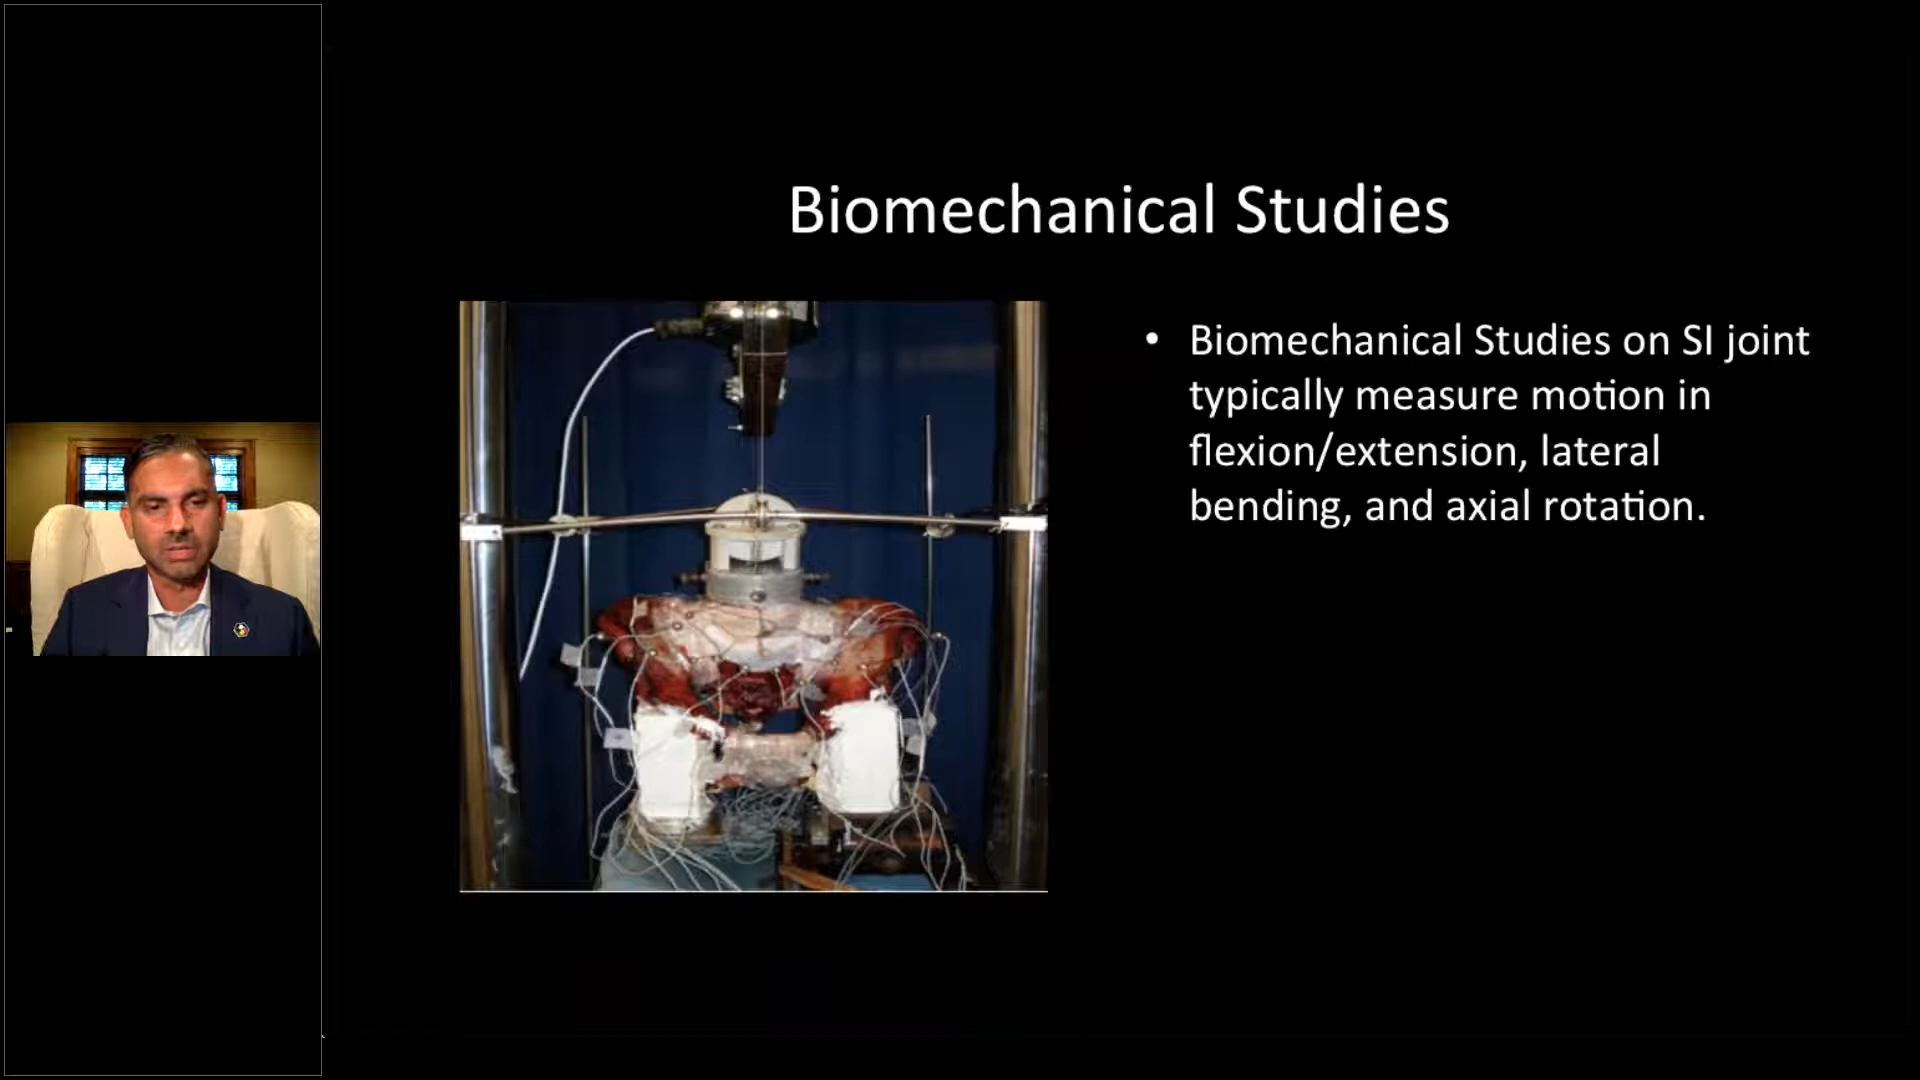 Biomechanical Studies
• Biomechanical Studies on SI joint
typically measure motion in
flexion/extension, lateral
bending, and axial rotation.